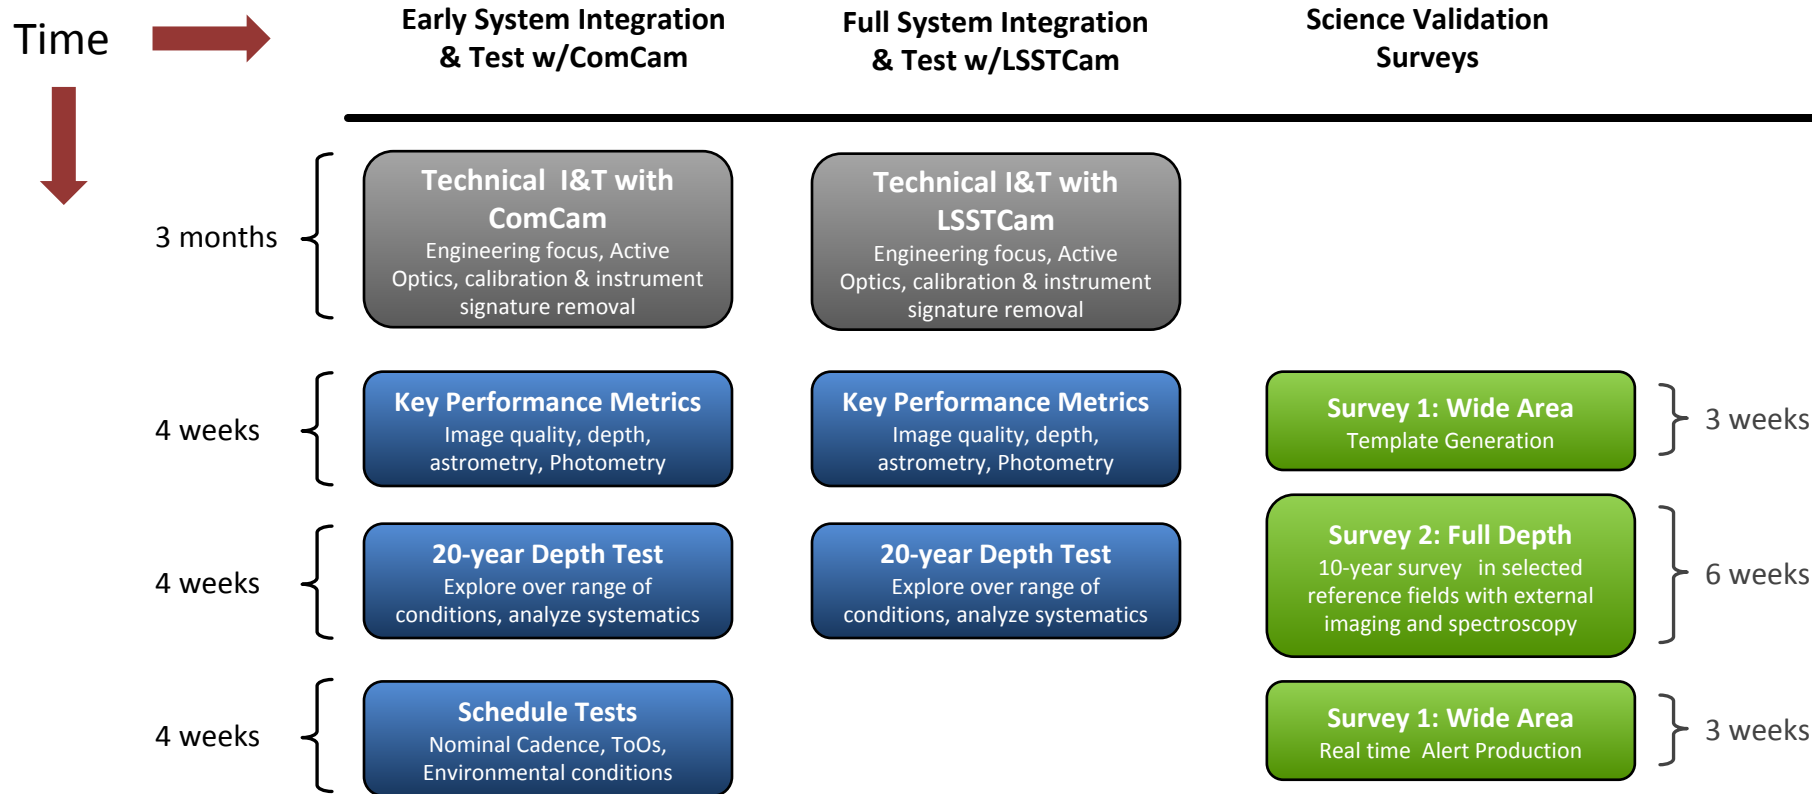 Time
Early System Integration
& Test w/ComCam
Full System Integration
& Test w/LSSTCam
Science Validation
Surveys
3 months
Technical I&T with
ComCam
Engineering focus, Active
Optics, calibration & instrument
signature removal
Technical I&T with
LSSTCam
Engineering focus, Active
Optics, calibration & instrument
signature removal
4 weeks
Key Performance Metrics
Image quality, depth,
astrometry, Photometry
Key Performance Metrics
Image quality, depth,
astrometry, Photometry
Survey 1: Wide Area
Template Generation
3 weeks
4 weeks
20-year Depth Test
Explore over range of
conditions, analyze systematics
20-year Depth Test
Explore over range of
conditions, analyze systematics
Survey 2: Full Depth
10-year survey in selected
reference fields with external
imaging and spectroscopy
6 weeks
4 weeks
Schedule Tests
Nominal Cadence, ToOs,
Environmental conditions
Survey 1: Wide Area
Real time Alert Production
3 weeks